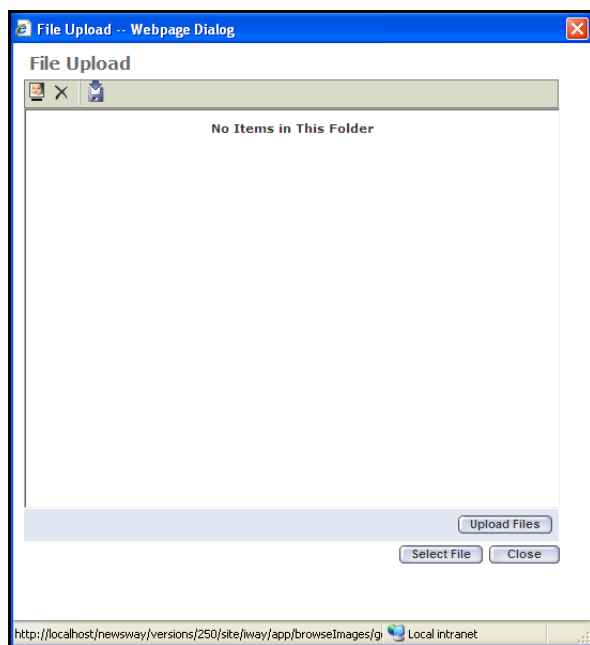 File Upload -- Webpage Dialog
File Upload
No Items in This Folder
Upload Files
Select File Close
http://localhost/newsway/versions/250/site/iway/app/browseImages/g Local intranet